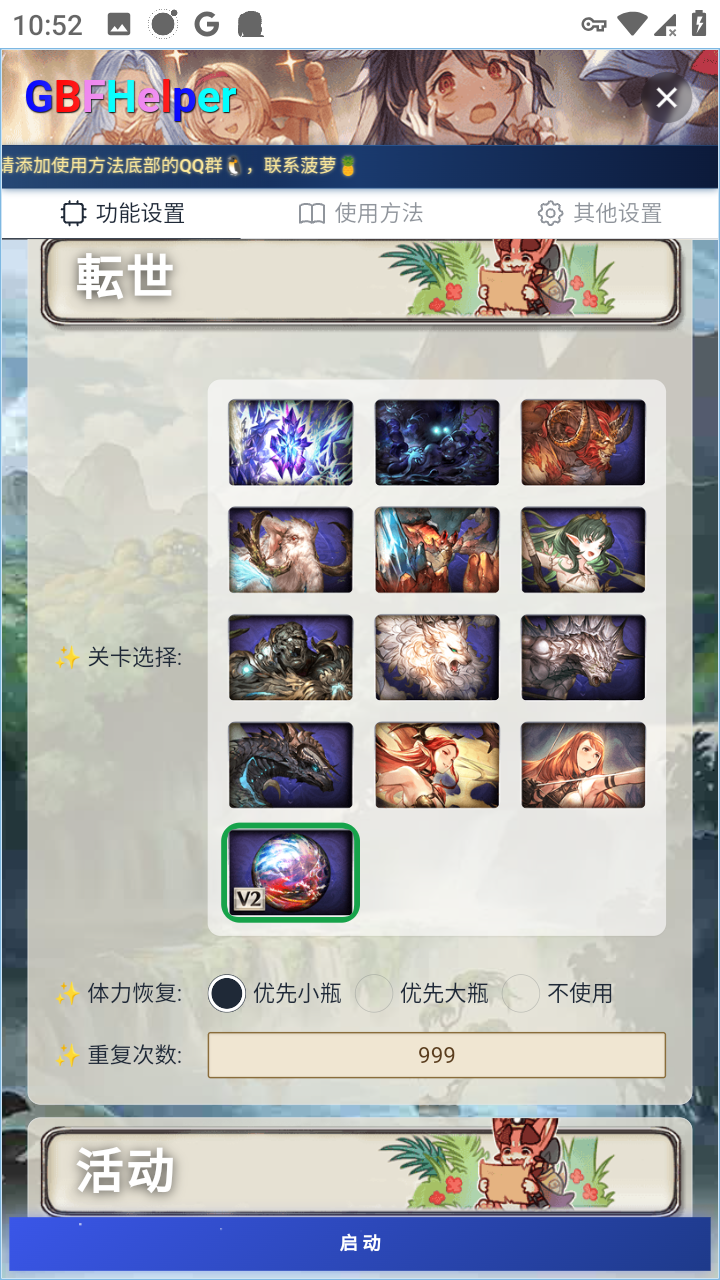 10:52
GBFHelper
请添加使用方法底部的QQ群🐧，联系菠萝🍍
功能设置 使用方法 其他设置
転世
✨ 关卡选择:
V2
✨ 体力恢复: 优先小瓶 优先大瓶 不使用
✨ 重复次数: 999
活动
启动